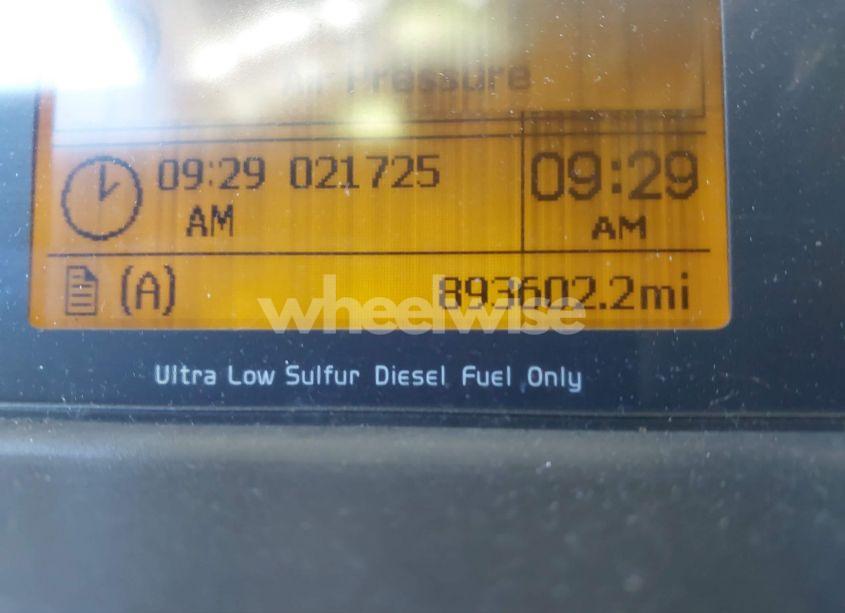 Air Pressure
09:29 021725 09:29
AM AM
(A) 893602.2mi
wheelwise
Ultra Low Sulfur Diesel Fuel Only